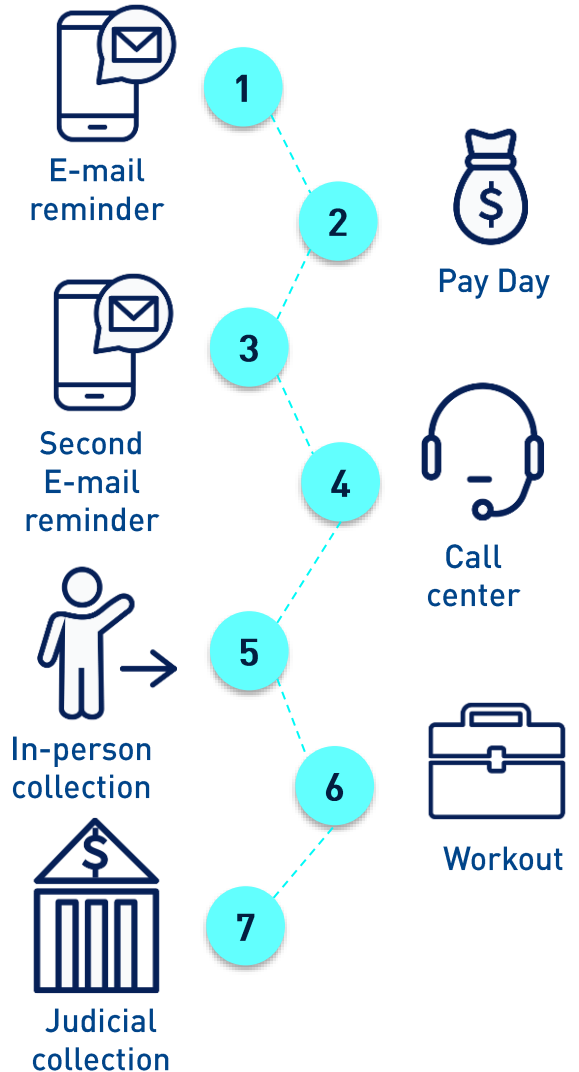 1
E-mail
reminder
2
$
Pay Day
3
Second
E-mail
reminder
4
Call
center
5
In-person
collection
6
Workout
7
$
Judicial
collection